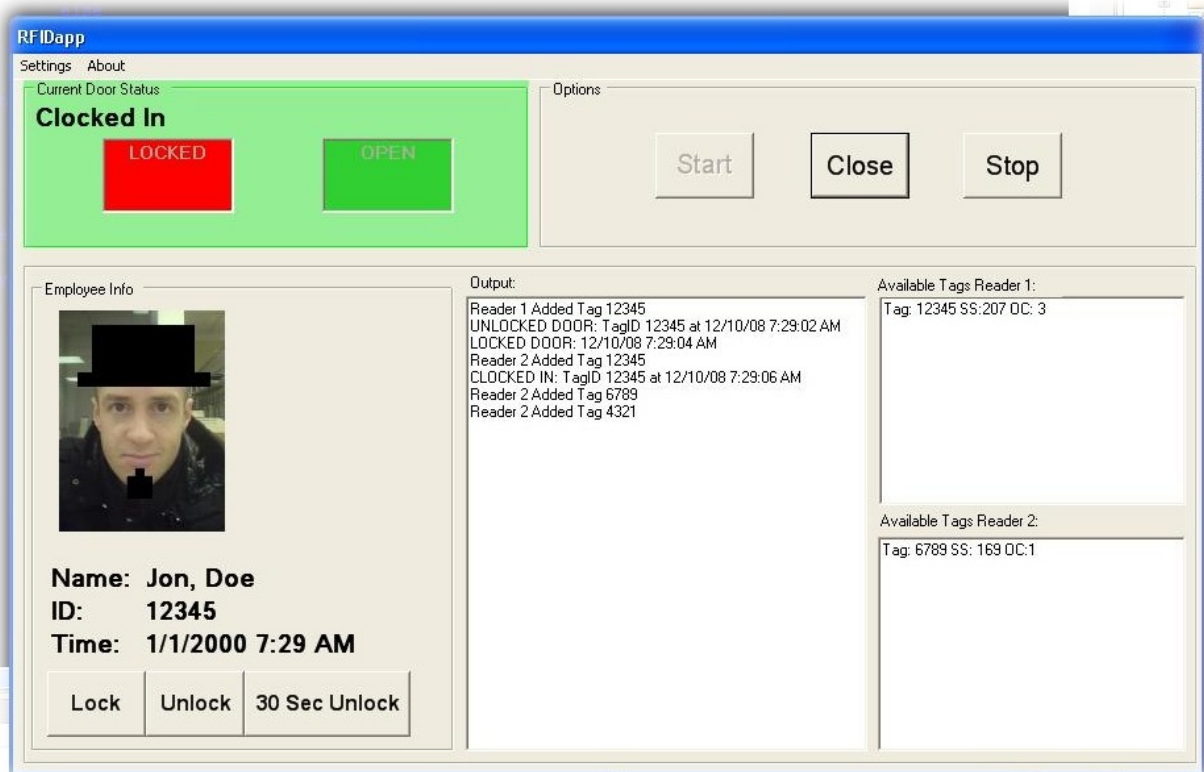 RFIDapp
Settings About
Current Door Status
Clocked In
LOCKED OPEN
Options
Start Close Stop
Employee Info
Name: Jon, Doe
ID: 12345
Time: 1/1/2000 7:29 AM
Lock Unlock 30 Sec Unlock
Output:
Reader 1 Added Tag 12345
UNLOCKED DOOR: TagID 12345 at 12/10/08 7:29:02 AM
LOCKED DOOR: 12/10/08 7:29:04 AM
Reader 2 Added Tag 12345
CLOCKED IN: TagID 12345 at 12/10/08 7:29:06 AM
Reader 2 Added Tag 6789
Reader 2 Added Tag 4321
Available Tags Reader 1:
Tag: 12345 SS:207 OC: 3
Available Tags Reader 2:
Tag: 6789 SS: 169 OC:1